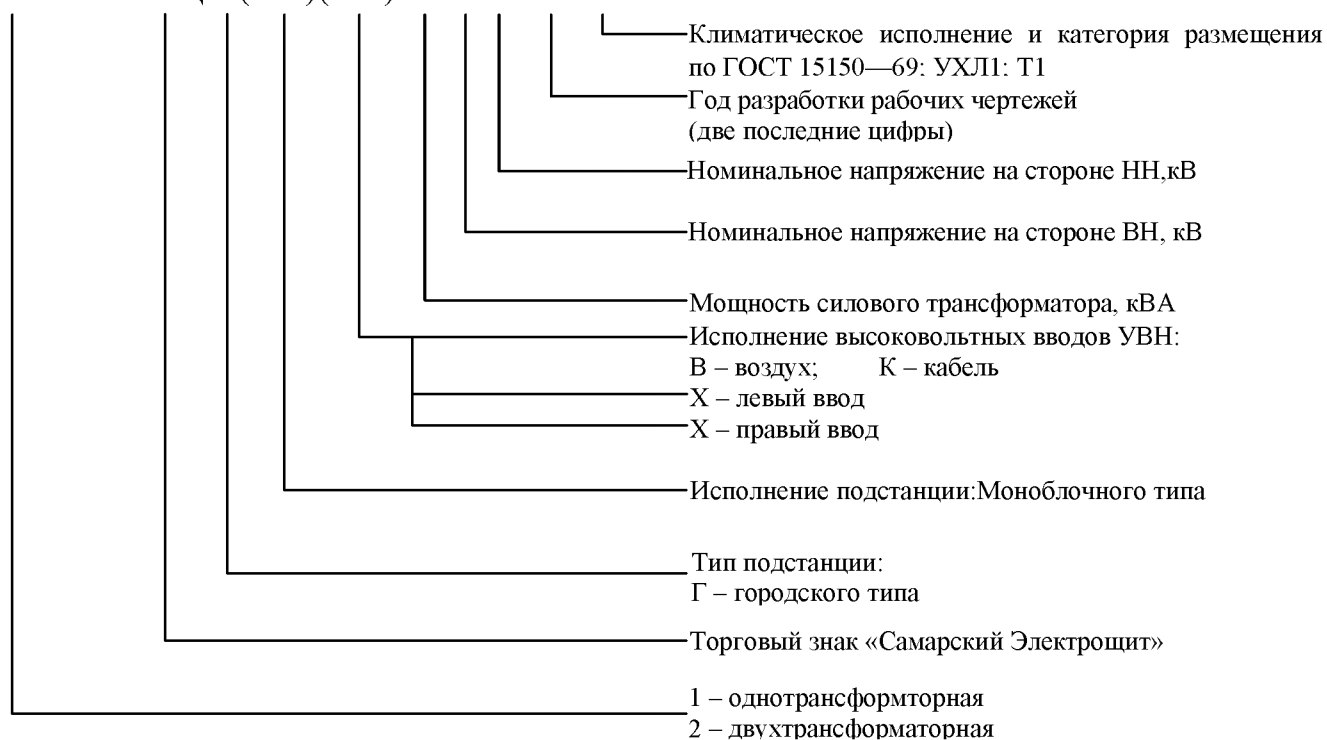 Климатическое исполнение и категория размещения
по ГОСТ 15150—69: УХЛ1: Т1
Год разработки рабочих чертежей
(две последние цифры)
Номинальное напряжение на стороне НН,кВ
Номинальное напряжение на стороне ВН, кВ
Мощность силового трансформатора, кВА
Исполнение высоковольтных вводов УВН:
В – воздух; К – кабель
Х – левый ввод
Х – правый ввод
Исполнение подстанции:Моноблочного типа
Тип подстанции:
Г – городского типа
Торговый знак «Самарский Электрощит»
1 – однотрансформторная
2 – двухтрансформаторная